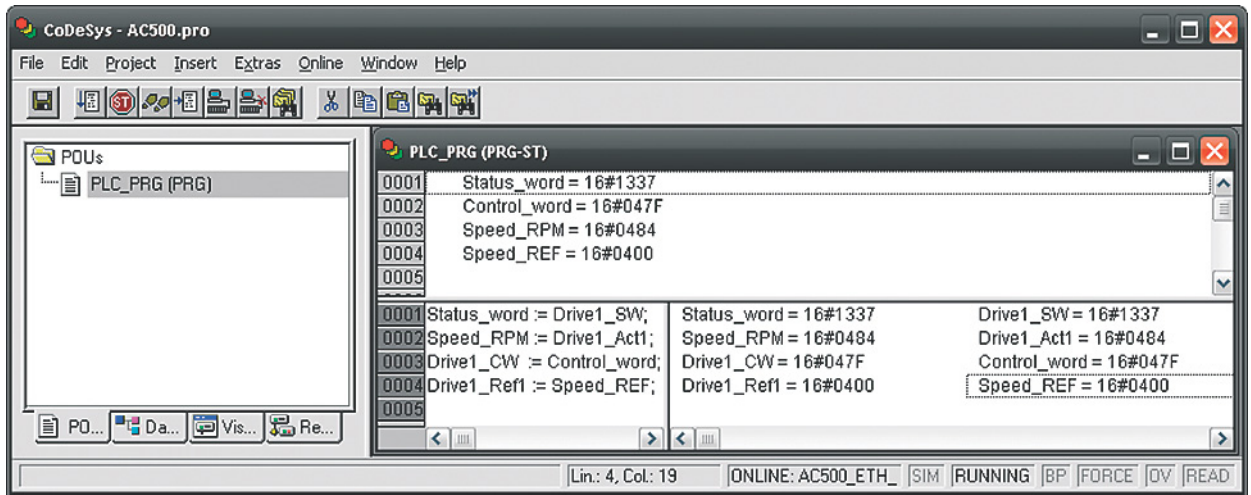 CoDeSys - AC500.pro
File Edit Project Insert Extras Online Window Help
ST
POUs
PLC_PRG (PRG)
PO... Da... Vis... Re...
PLC_PRG (PRG-ST)
0001 Status_word = 16#1337
0002 Control_word = 16#047F
0003 Speed_RPM = 16#0484
0004 Speed_REF = 16#0400
0005
0001 Status_word := Drive1_SW; Status_word = 16#1337 Drive1_SW = 16#1337
0002 Speed_RPM := Drive1_Act1; Speed_RPM = 16#0484 Drive1_Act1 = 16#0484
0003 Drive1_CW := Control_word; Drive1_CW = 16#047F Control_word = 16#047F
0004 Drive1_Ref1 := Speed_REF; Drive1_Ref1 = 16#0400 Speed_REF = 16#0400
0005
Lin.: 4, Col.: 19 ONLINE: AC500_ETH_ SIM RUNNING BP FORCE OV READ